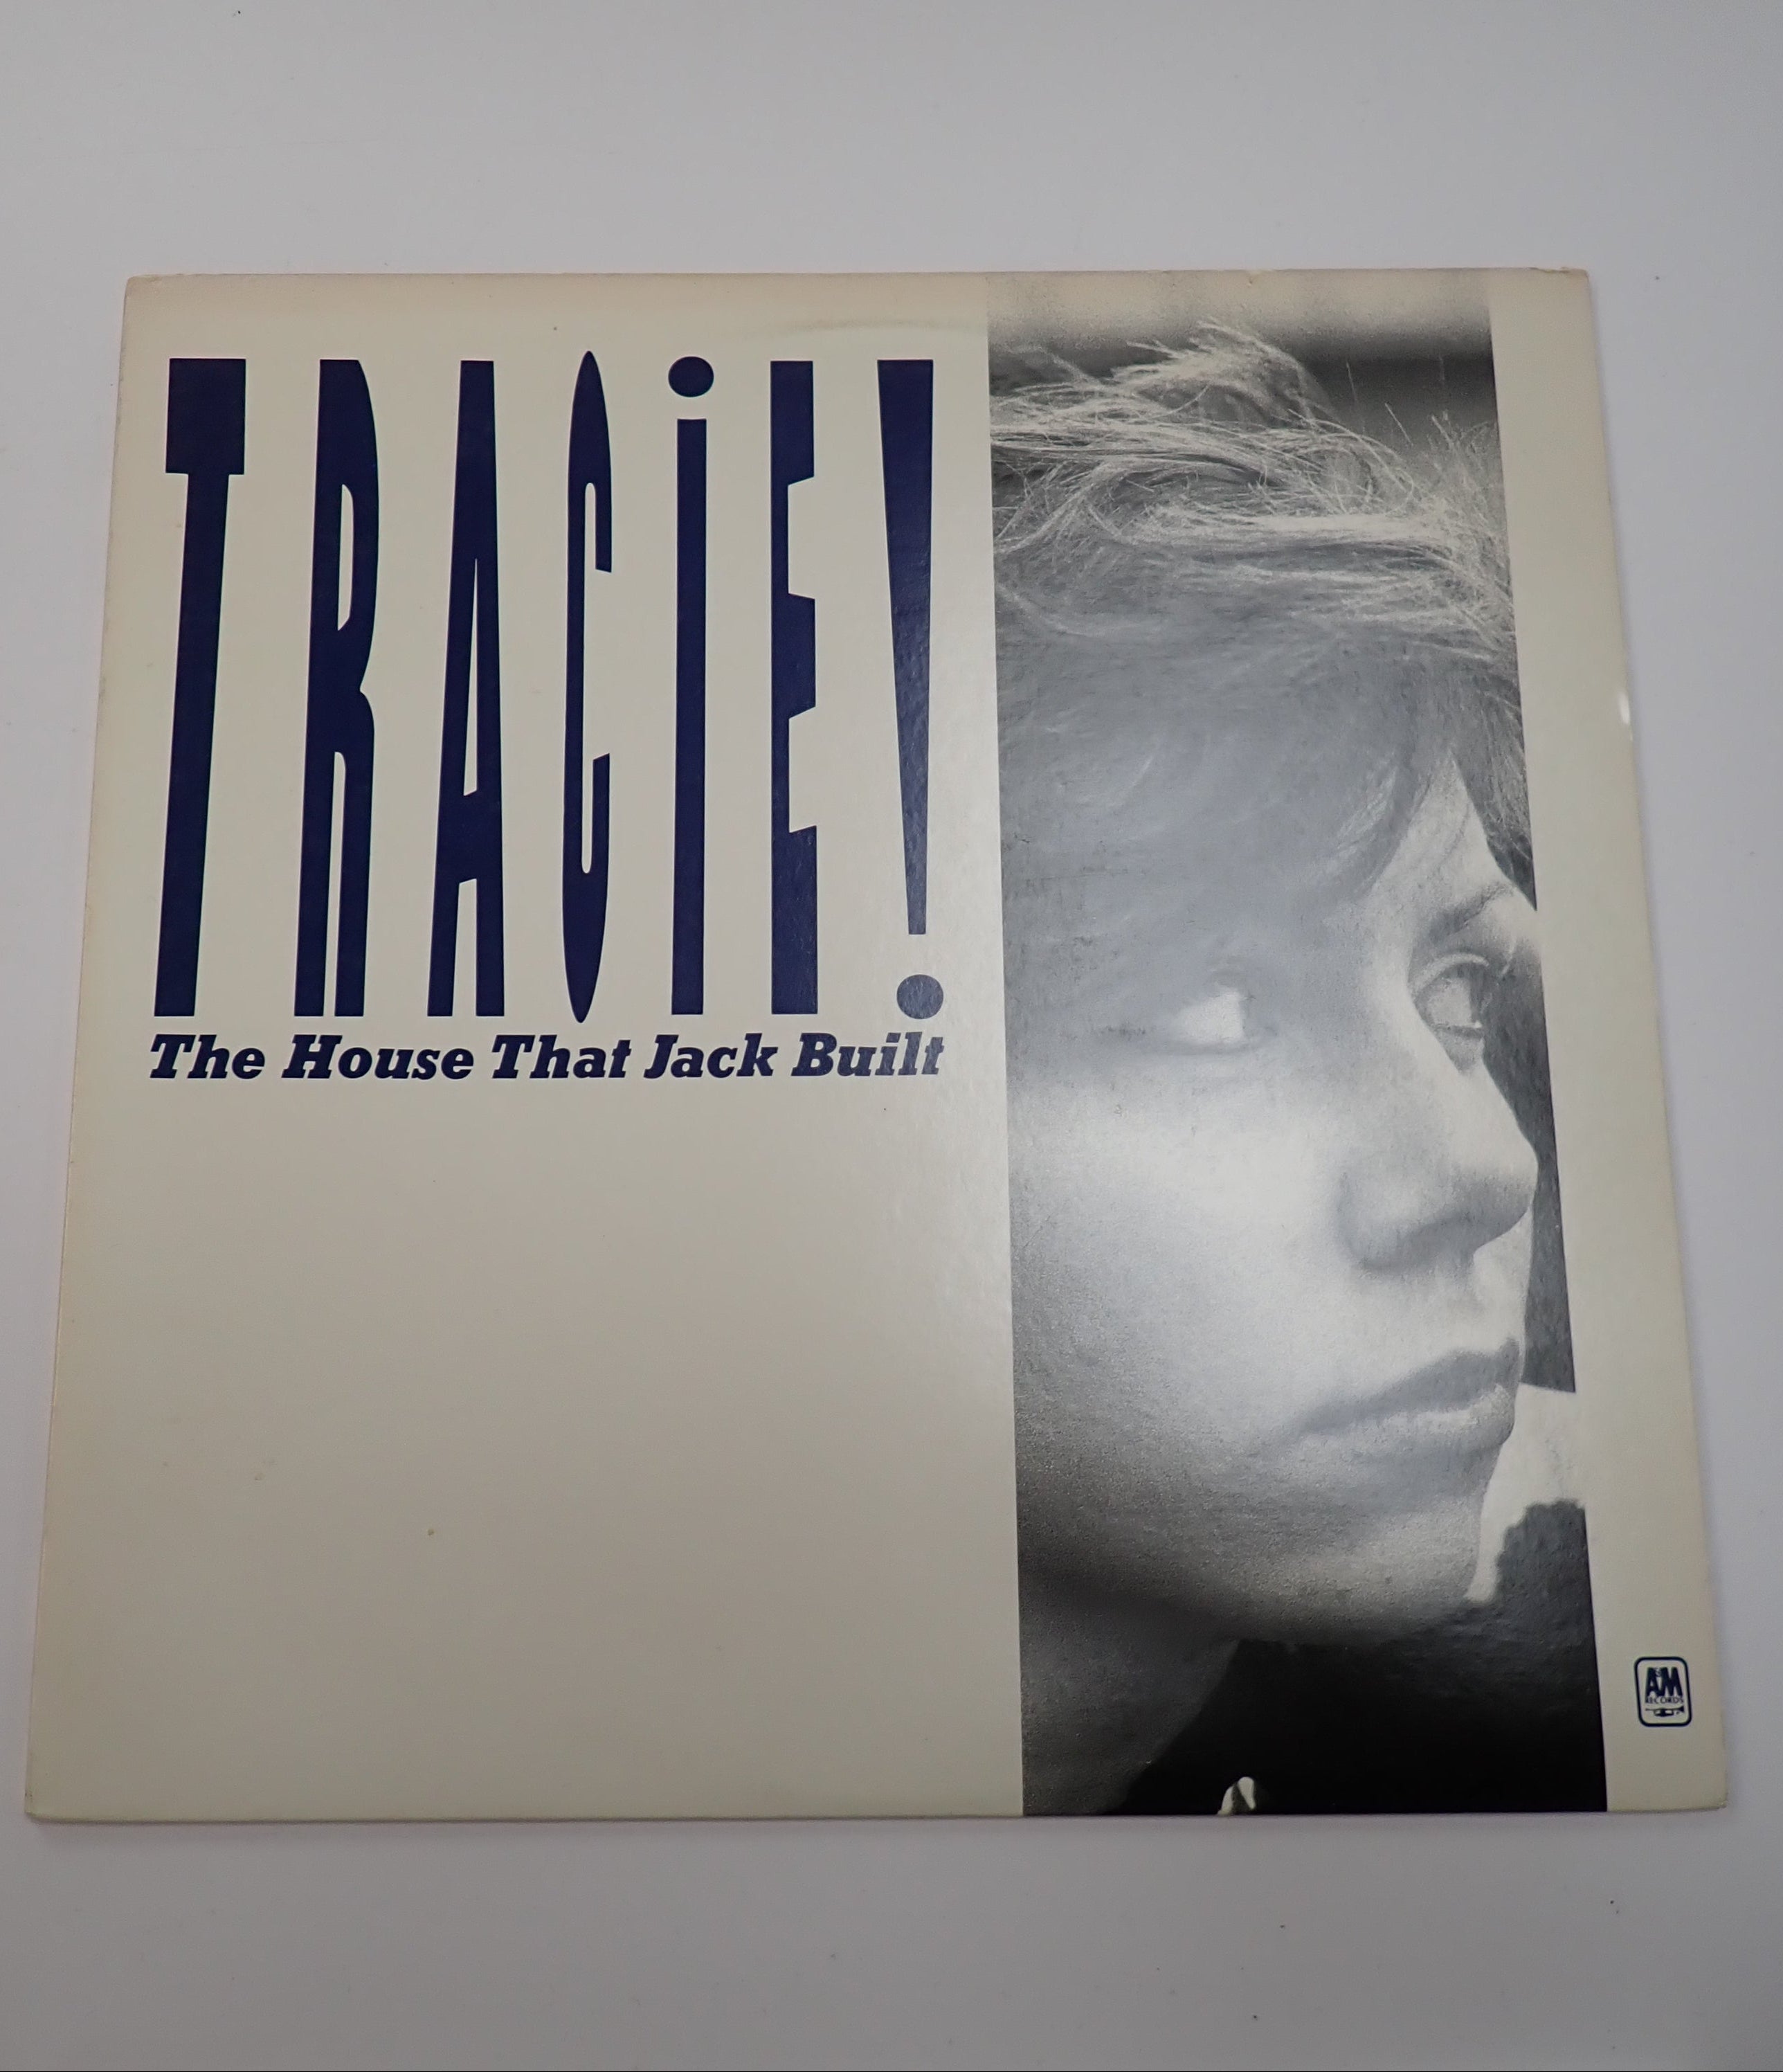 TRACiE!
The House That Jack Built
A&M
RECORDS